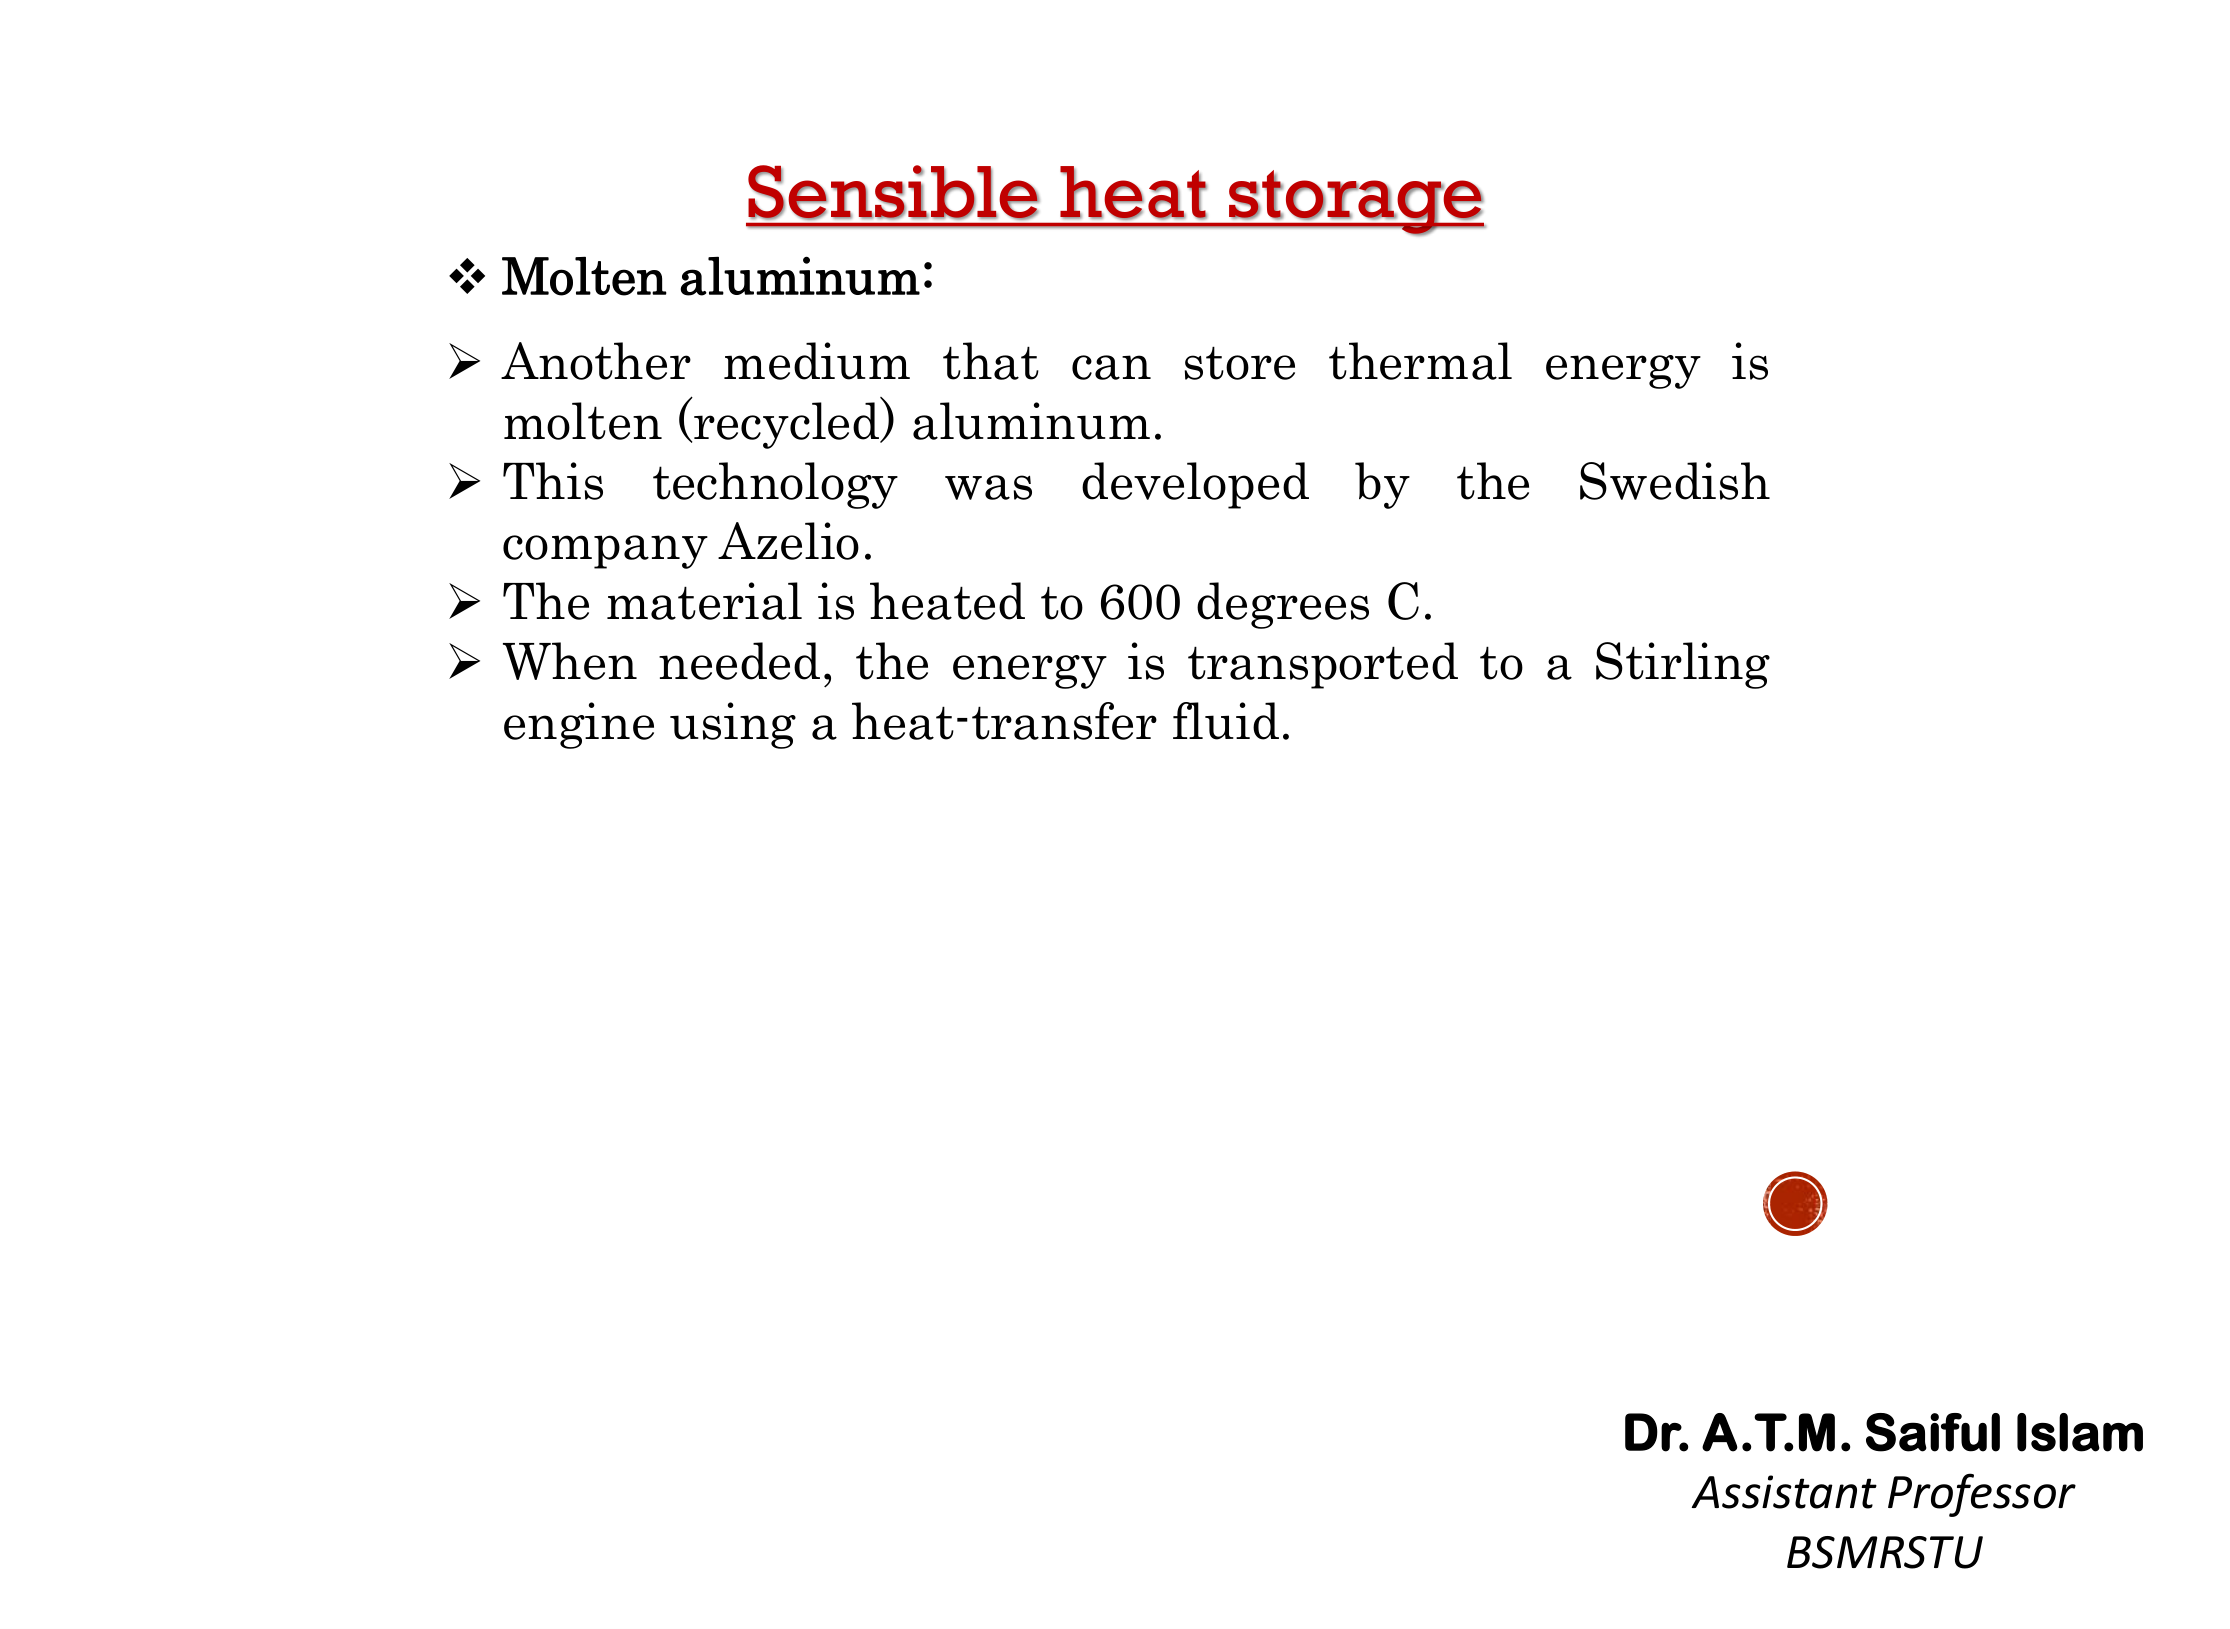 Sensible heat storage
❖ Molten aluminum:
➢ Another medium that can store thermal energy is
molten (recycled) aluminum.
➢ This technology was developed by the Swedish
company Azelio.
➢ The material is heated to 600 degrees C.
➢ When needed, the energy is transported to a Stirling
engine using a heat-transfer fluid.
Dr. A.T.M. Saiful Islam
Assistant Professor
BSMRSTU